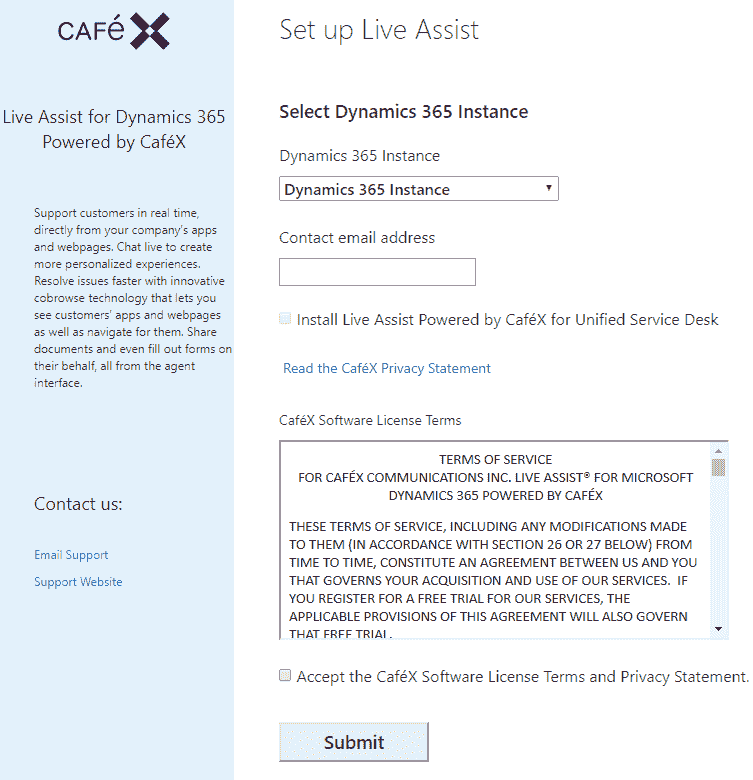 CAFé X
Live Assist for Dynamics 365
Powered by CaféX
Support customers in real time,
directly from your company's apps
and webpages. Chat live to create
more personalized experiences.
Resolve issues faster with innovative
cobrowse technology that lets you
see customers' apps and webpages
as well as navigate for them. Share
documents and even fill out forms on
their behalf, all from the agent
interface.
Contact us:
Email Support
Support Website
Set up Live Assist
Select Dynamics 365 Instance
Dynamics 365 Instance
Dynamics 365 Instance
Contact email address
Install Live Assist Powered by CaféX for Unified Service Desk
Read the CaféX Privacy Statement
CaféX Software License Terms
TERMS OF SERVICE
FOR CAFÉX COMMUNICATIONS INC. LIVE ASSIST® FOR MICROSOFT
DYNAMICS 365 POWERED BY CAFÉX
THESE TERMS OF SERVICE, INCLUDING ANY MODIFICATIONS MADE
TO THEM (IN ACCORDANCE WITH SECTION 26 OR 27 BELOW) FROM
TIME TO TIME, CONSTITUTE AN AGREEMENT BETWEEN US AND YOU
THAT GOVERNS YOUR ACQUISITION AND USE OF OUR SERVICES. IF
YOU REGISTER FOR A FREE TRIAL FOR OUR SERVICES, THE
APPLICABLE PROVISIONS OF THIS AGREEMENT WILL ALSO GOVERN
THAT FREE TRIAL.
Accept the CaféX Software License Terms and Privacy Statement.
Submit